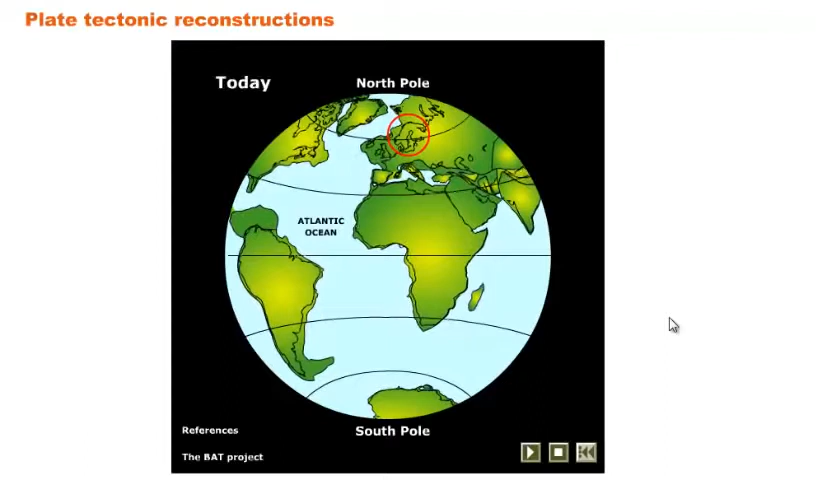 Plate tectonic reconstructions
Today
North Pole
ATLANTIC
OCEAN
References
South Pole
The BAT project